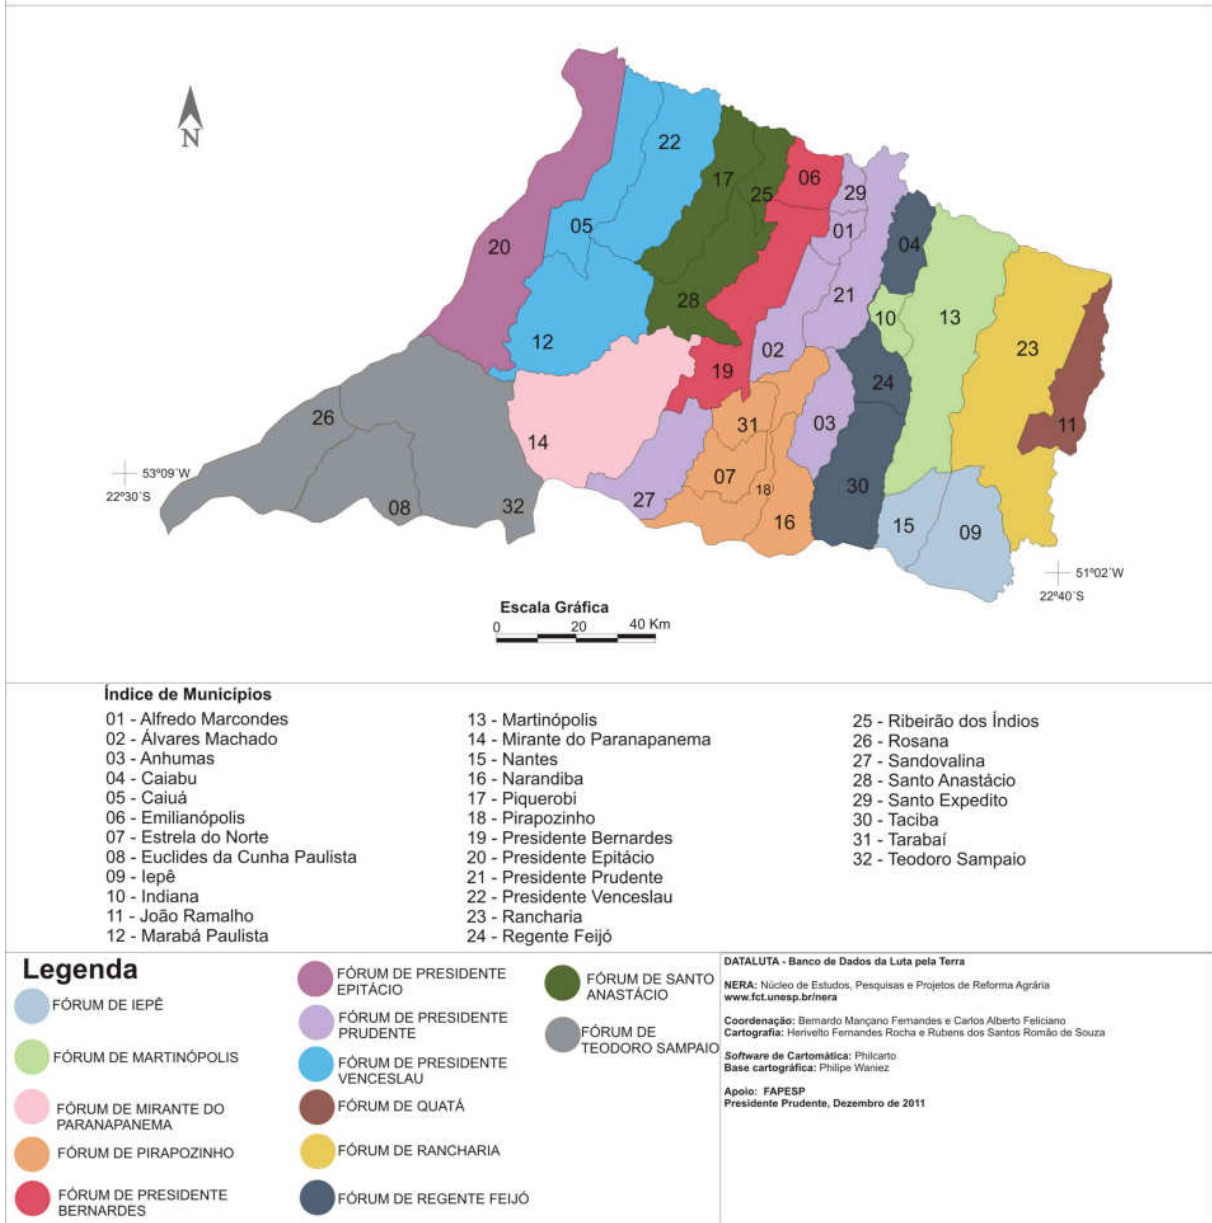 N
22
17
25
06
29
05
01
20
04
21
28
10
13
12
02
23
19
24
26
31
03
11
14
53º09´W
22º30´S
07
18
27
30
08
32
16
15
09
51º02´W
22º40´S
Escala Gráfica
0 20 40 Km
Índice de Municípios
01 - Alfredo Marcondes
02 - Álvares Machado
03 - Anhumas
04 - Caiabu
05 - Caiuá
06 - Emilianópolis
07 - Estrela do Norte
08 - Euclides da Cunha Paulista
09 - Iepê
10 - Indiana
11 - João Ramalho
12 - Marabá Paulista
13 - Martinópolis
14 - Mirante do Paranapanema
15 - Nantes
16 - Narandiba
17 - Piquerobi
18 - Pirapozinho
19 - Presidente Bernardes
20 - Presidente Epitácio
21 - Presidente Prudente
22 - Presidente Venceslau
23 - Rancharia
24 - Regente Feijó
25 - Ribeirão dos Índios
26 - Rosana
27 - Sandovalina
28 - Santo Anastácio
29 - Santo Expedito
30 - Taciba
31 - Tarabaí
32 - Teodoro Sampaio
Legenda
FÓRUM DE IEPÊ
FÓRUM DE MARTINÓPOLIS
FÓRUM DE MIRANTE DO
PARANAPANEMA
FÓRUM DE PIRAPOZINHO
FÓRUM DE PRESIDENTE
BERNARDES
FÓRUM DE PRESIDENTE
EPITÁCIO
FÓRUM DE PRESIDENTE
PRUDENTE
FÓRUM DE PRESIDENTE
VENCESLAU
FÓRUM DE QUATÁ
FÓRUM DE RANCHARIA
FÓRUM DE REGENTE FEIJÓ
FÓRUM DE SANTO
ANASTÁCIO
FÓRUM DE
TEODORO SAMPAIO
DATALUTA - Banco de Dados da Luta pela Terra
NERA: Núcleo de Estudos, Pesquisas e Projetos de Reforma Agrária
www.fct.unesp.br/nera
Coordenação: Bernardo Mançano Fernandes e Carlos Alberto Feliciano
Cartografia: Herivelto Fernandes Rocha e Rubens dos Santos Romão de Souza
Software de Cartomática: Philcarto
Base cartográfica: Philipe Waniez
Apoio: FAPESP
Presidente Prudente, Dezembro de 2011